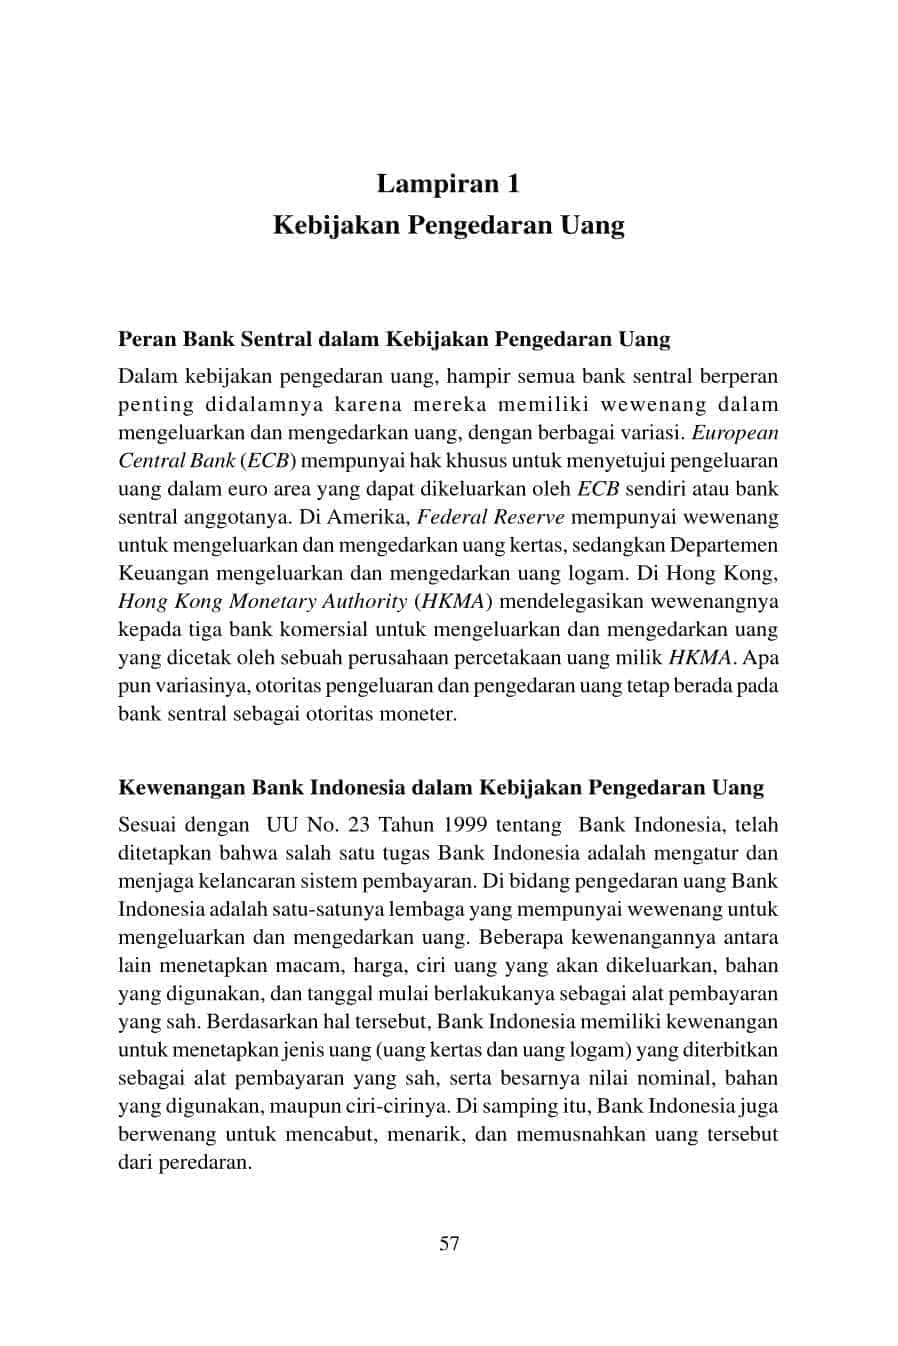 Lampiran 1
Kebijakan Pengedaran Uang
Peran Bank Sentral dalam Kebijakan Pengedaran Uang
Dalam kebijakan pengedaran uang, hampir semua bank sentral berperan
penting didalamnya karena mereka memiliki wewenang dalam
mengeluarkan dan mengedarkan uang, dengan berbagai variasi. European
Central Bank (ECB) mempunyai hak khusus untuk menyetujui pengeluaran
uang dalam euro area yang dapat dikeluarkan oleh ECB sendiri atau bank
sentral anggotanya. Di Amerika, Federal Reserve mempunyai wewenang
untuk mengeluarkan dan mengedarkan uang kertas, sedangkan Departemen
Keuangan mengeluarkan dan mengedarkan uang logam. Di Hong Kong,
Hong Kong Monetary Authority (HKMA) mendelegasikan wewenangnya
kepada tiga bank komersial untuk mengeluarkan dan mengedarkan uang
yang dicetak oleh sebuah perusahaan percetakaan uang milik HKMA. Apa
pun variasinya, otoritas pengeluaran dan pengedaran uang tetap berada pada
bank sentral sebagai otoritas moneter.
Kewenangan Bank Indonesia dalam Kebijakan Pengedaran Uang
Sesuai dengan UU No. 23 Tahun 1999 tentang Bank Indonesia, telah
ditetapkan bahwa salah satu tugas Bank Indonesia adalah mengatur dan
menjaga kelancaran sistem pembayaran. Di bidang pengedaran uang Bank
Indonesia adalah satu-satunya lembaga yang mempunyai wewenang untuk
mengeluarkan dan mengedarkan uang. Beberapa kewenangannya antara
lain menetapkan macam, harga, ciri uang yang akan dikeluarkan, bahan
yang digunakan, dan tanggal mulai berlakukanya sebagai alat pembayaran
yang sah. Berdasarkan hal tersebut, Bank Indonesia memiliki kewenangan
untuk menetapkan jenis uang (uang kertas dan uang logam) yang diterbitkan
sebagai alat pembayaran yang sah, serta besarnya nilai nominal, bahan
yang digunakan, maupun ciri-cirinya. Di samping itu, Bank Indonesia juga
berwenang untuk mencabut, menarik, dan memusnahkan uang tersebut
dari peredaran.
57